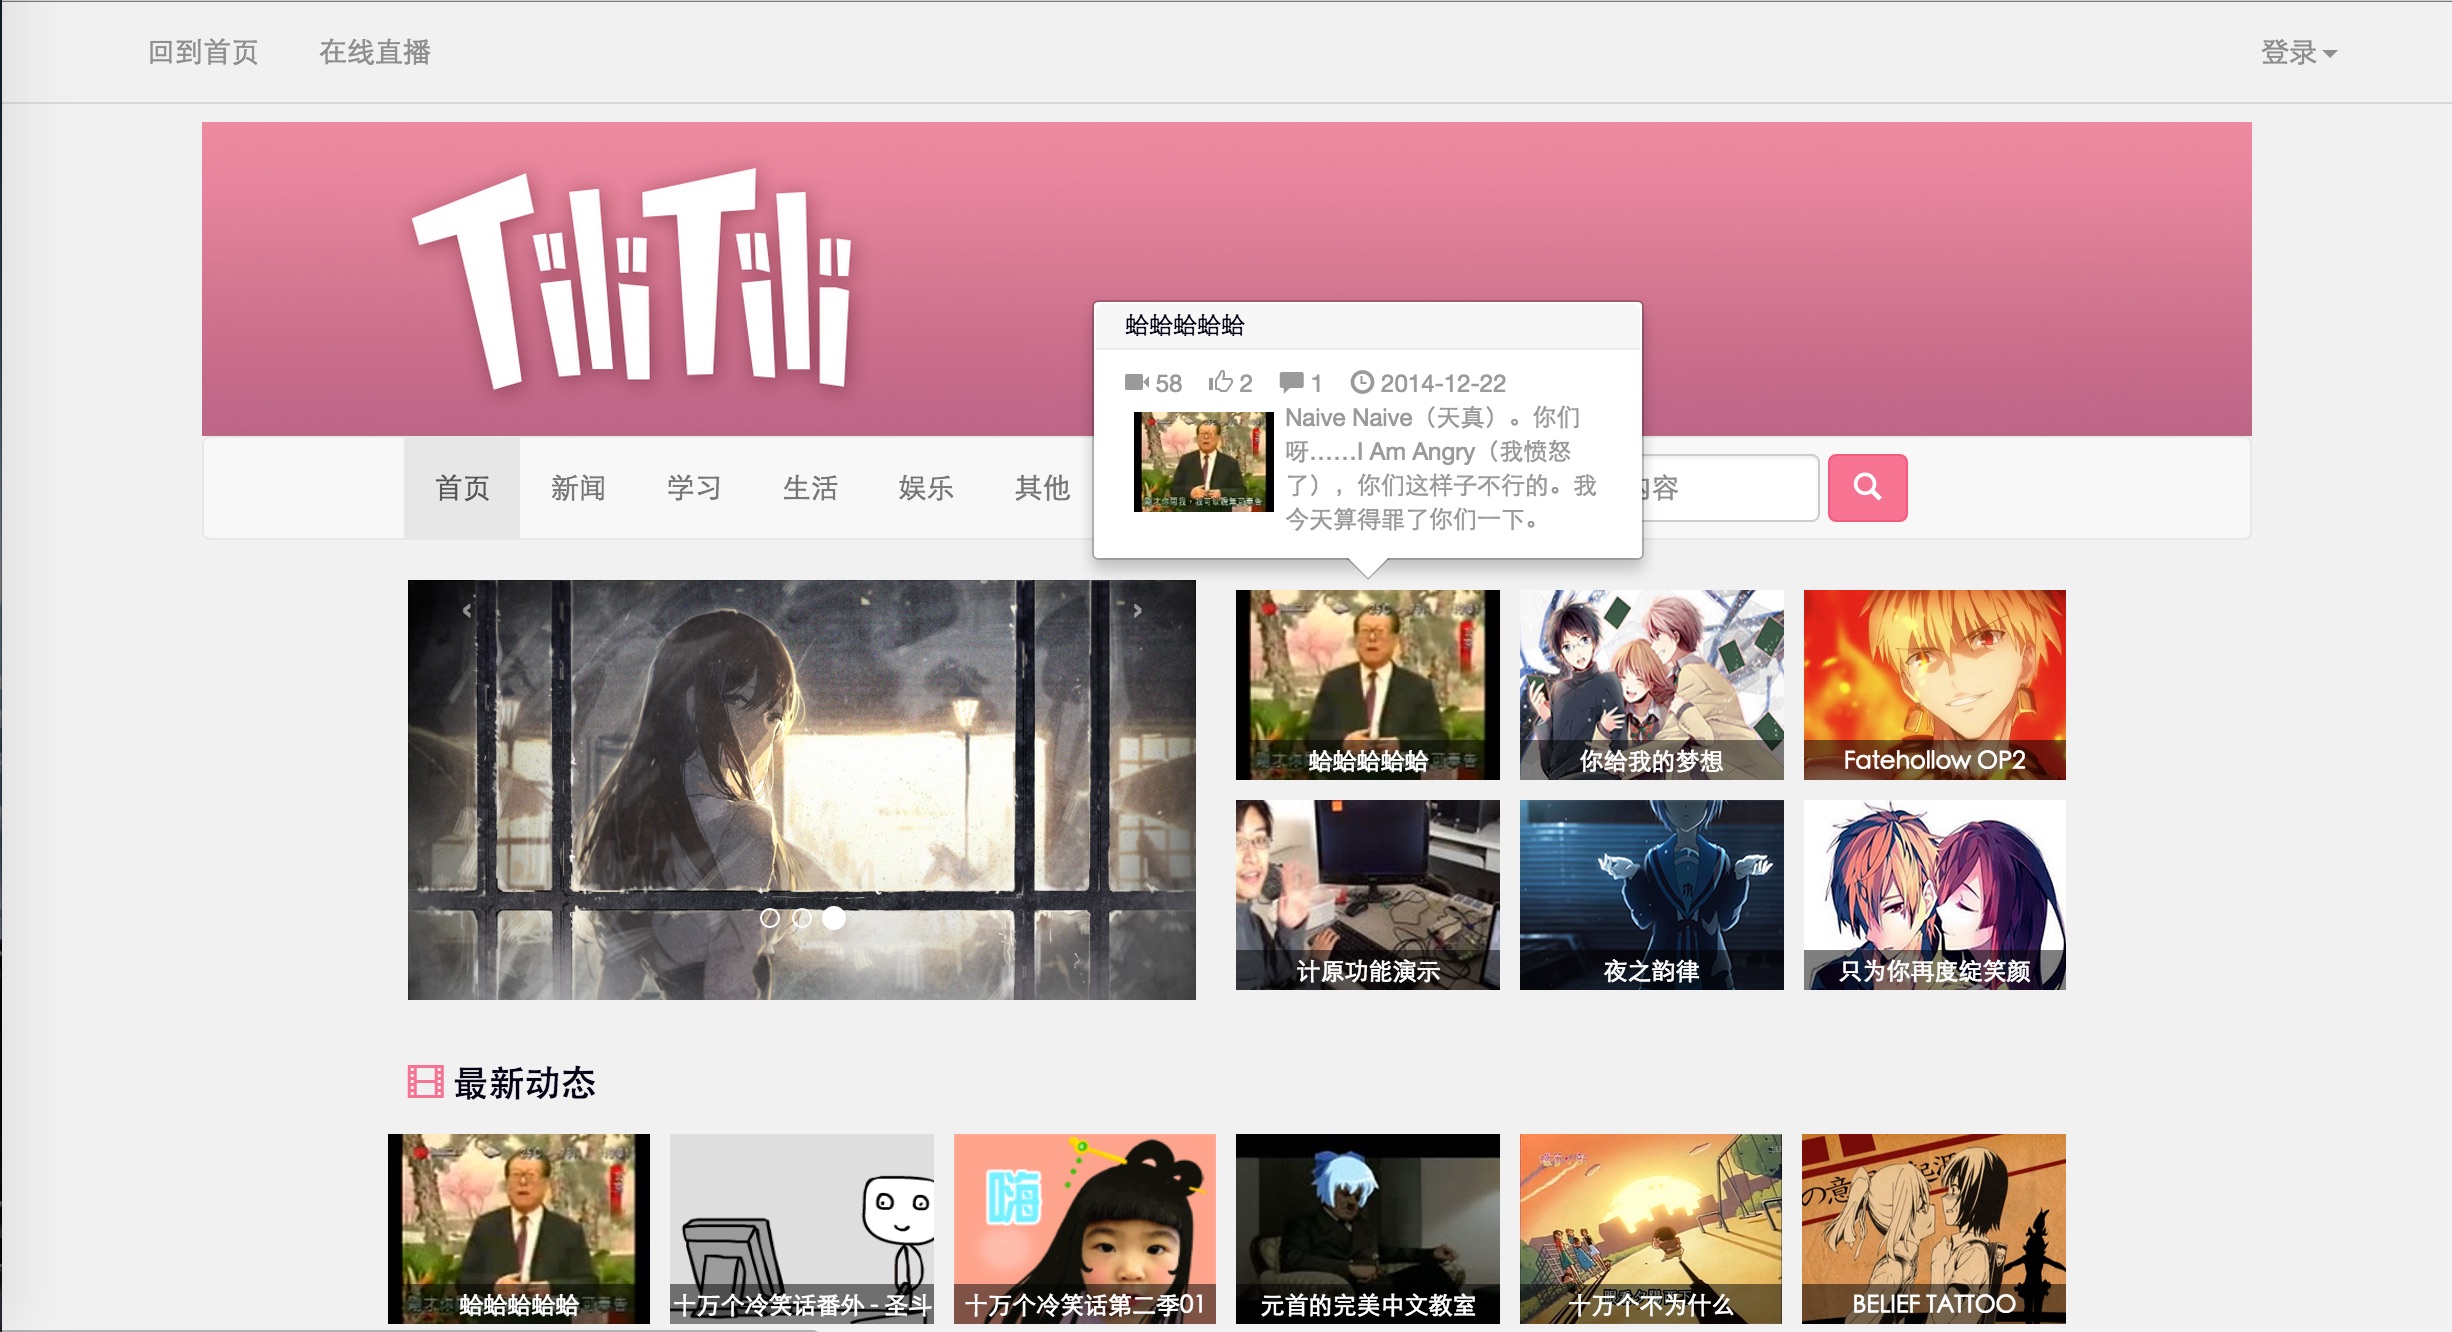 回到首页 在线直播 登录
TiliTili
蛤蛤蛤蛤蛤
58 2 1 2014-12-22
Naive Naive（天真）。你们
呀……I Am Angry（我愤怒
了），你们这样子不行的。我
今天算得罪了你们一下。
首页 新闻 学习 生活 娱乐 其他 内容
蛤蛤蛤蛤蛤 你给我的梦想 Fatehollow OP2
计原功能演示 夜之韵律 只为你再度绽笑颜
最新动态
嗨
蛤蛤蛤蛤蛤 十万个冷笑话番外 - 圣斗 十万个冷笑话第二季01 元首的完美中文教室 十万个不为什么 BELIEF TATTOO